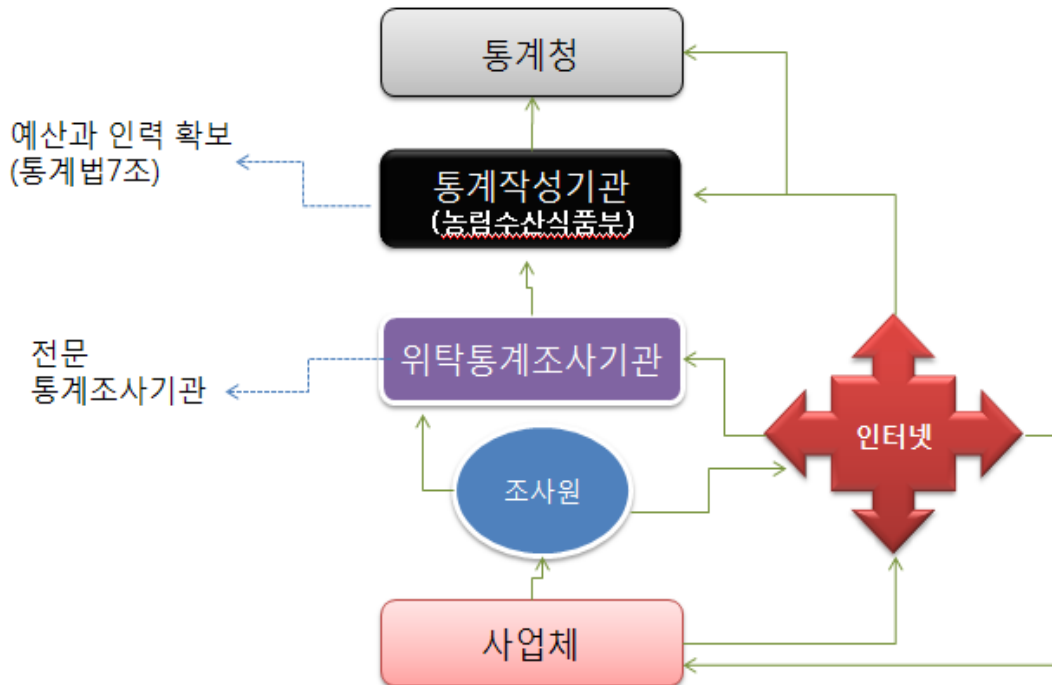 통계청
예산과 인력 확보
(통계법7조)
통계작성기관
(농림수산식품부)
전문
통계조사기관
위탁통계조사기관
인터넷
조사원
사업체